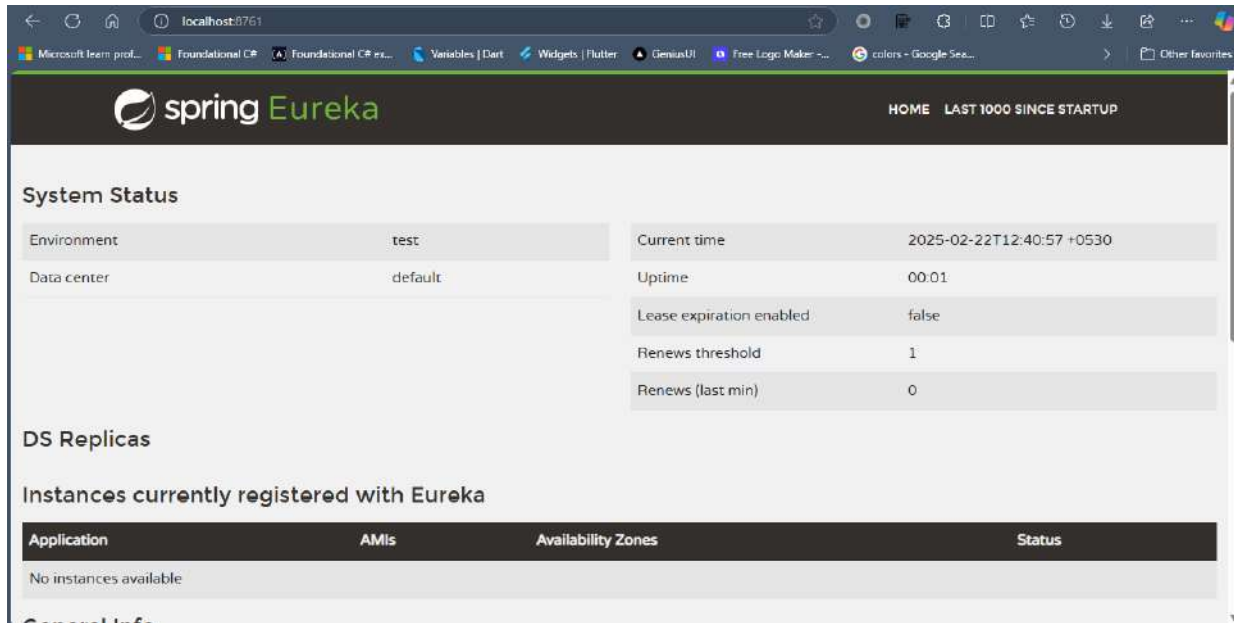 localhost:8761
Microsoft learn prof... Foundational C# Foundational C# ex... Variables | Dart Widgets | Flutter GeniusUI Free Logo Maker -... colors - Google Sea... Other favorites
spring Eureka
HOME LAST 1000 SINCE STARTUP
System Status
Environment test
Data center default
Current time 2025-02-22T12:40:57 +0530
Uptime 00:01
Lease expiration enabled false
Renews threshold 1
Renews (last min) 0
DS Replicas
Instances currently registered with Eureka
Application AMIs Availability Zones Status
No instances available
General Info